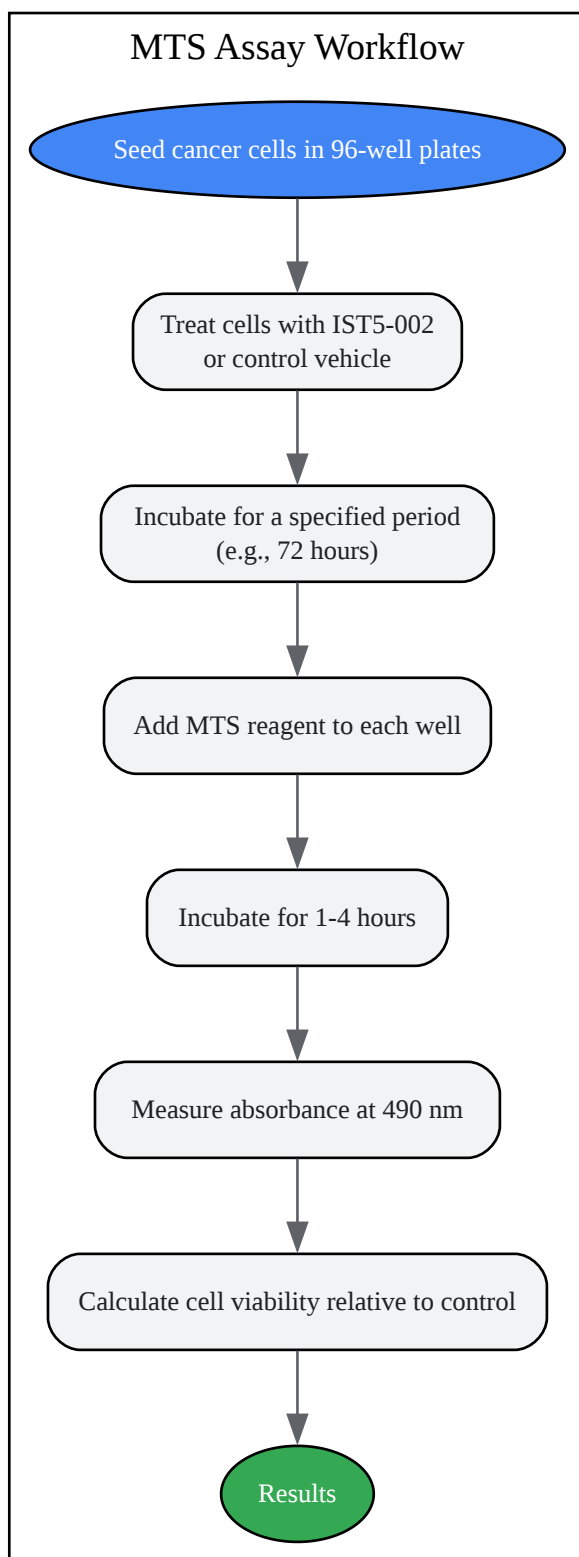 MTS Assay Workflow
Seed cancer cells in 96-well plates
Treat cells with IST5-002
or control vehicle
Incubate for a specified period
(e.g., 72 hours)
Add MTS reagent to each well
Incubate for 1-4 hours
Measure absorbance at 490 nm
Calculate cell viability relative to control
Results